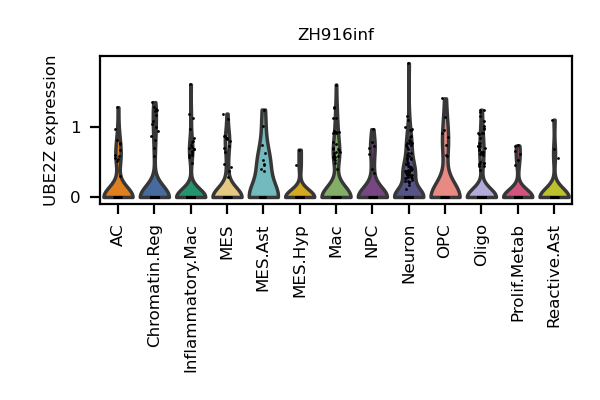 ZH916inf
UBE2Z expression
1
0
AC
Chromatin.Reg
Inflammatory.Mac
MES
MES.Ast
MES.Hyp
Mac
NPC
Neuron
OPC
Oligo
Prolif.Metab
Reactive.Ast